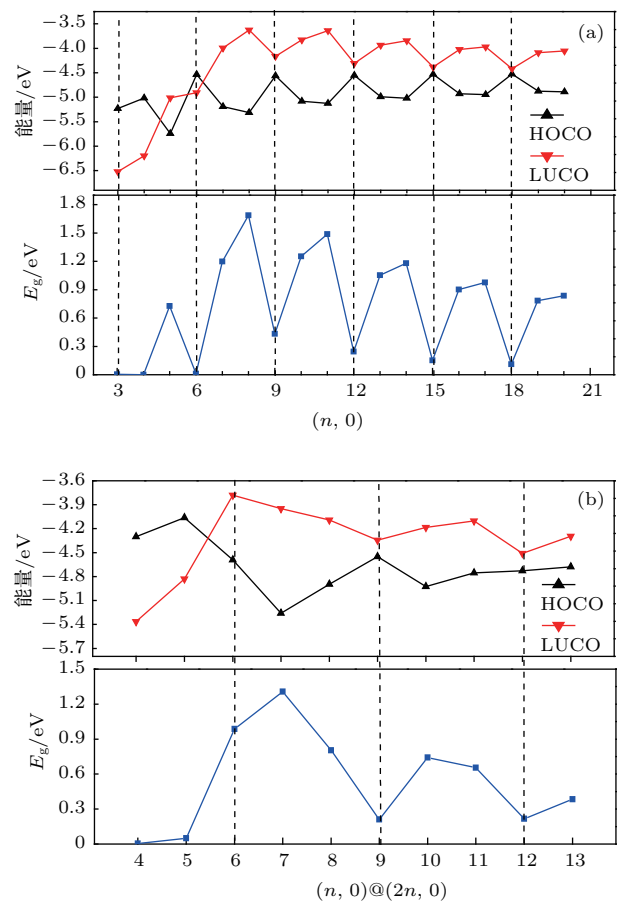 (a)
能量/eV
−3.5
−4.0
−4.5
−5.0
−5.5
−6.0
−6.5
HOCO
LUCO
E_g/eV
1.8
1.5
1.2
0.9
0.6
0.3
0
3 6 9 12 15 18 21
(n, 0)
(b)
能量/eV
−3.6
−3.9
−4.2
−4.5
−4.8
−5.1
−5.4
−5.7
HOCO
LUCO
E_g/eV
1.5
1.2
0.9
0.6
0.3
0
4 5 6 7 8 9 10 11 12 13
(n, 0)@(2n, 0)